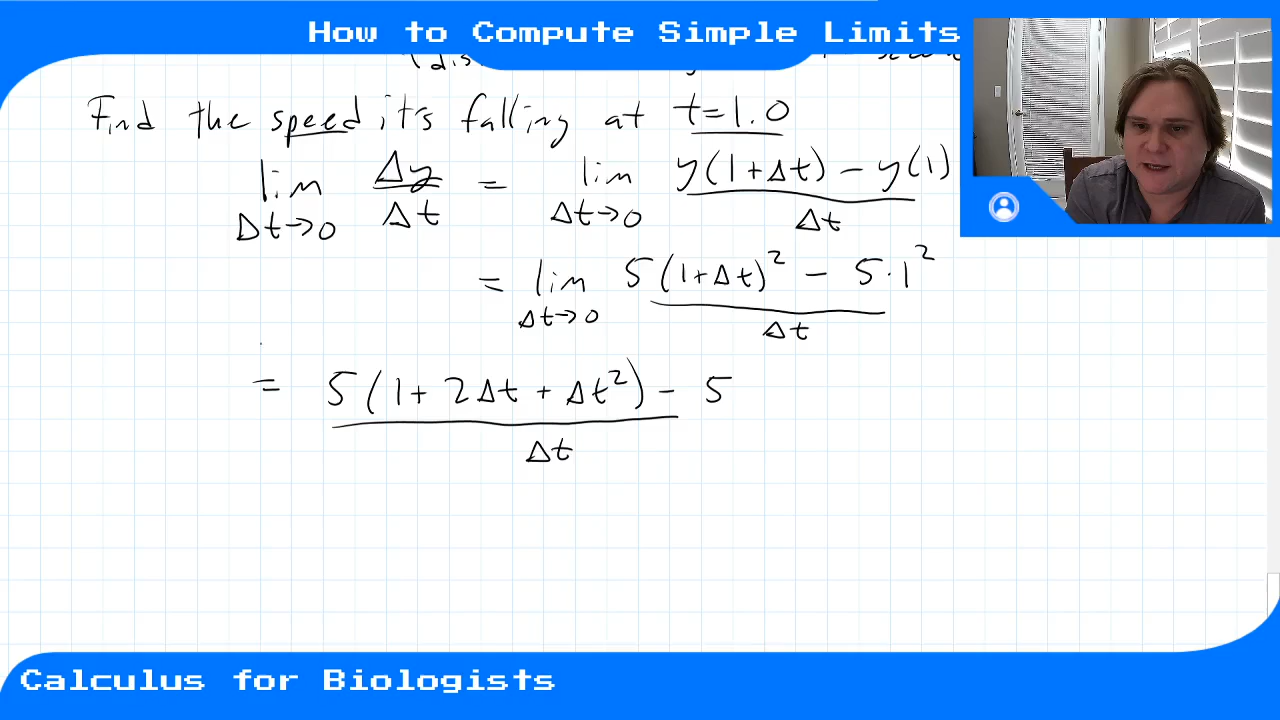 How to Compute Simple Limits
Find the speed it's falling at t=1.0
lim Δt→0 Δy/Δt = lim Δt→0 (y(1+Δt) - y(1))/Δt
= lim Δt→0 (5(1+Δt)² - 5·1²)/Δt
= (5(1+2Δt+Δt²) - 5)/Δt
Calculus for Biologists